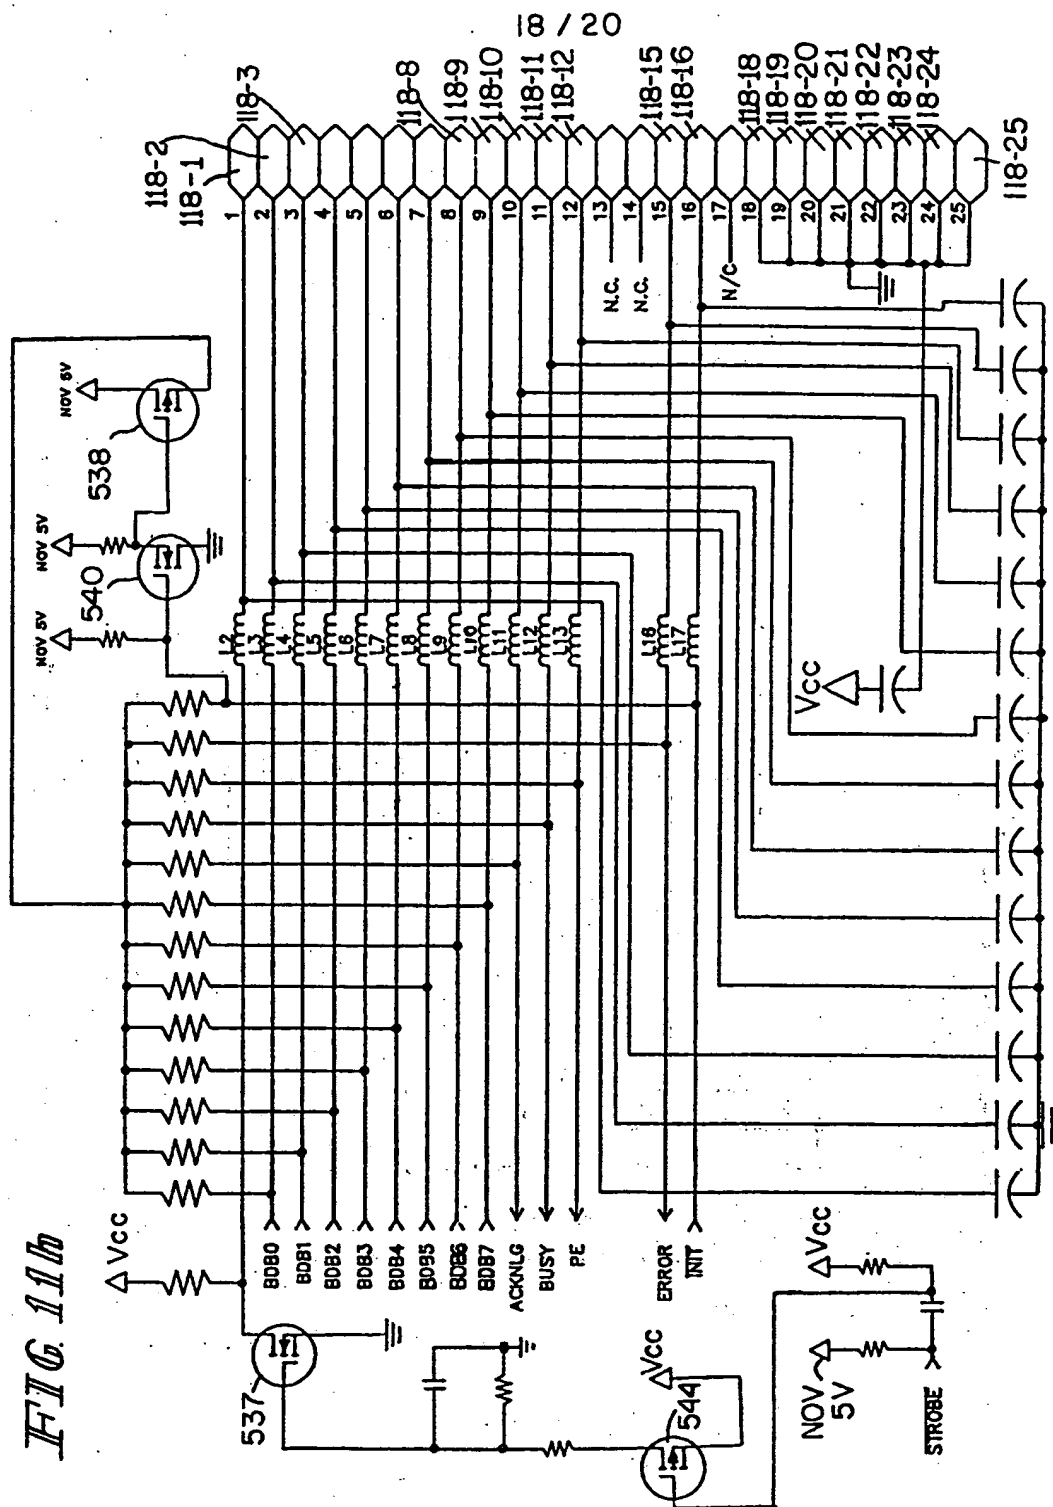 18/20
FIG. 11h
118-1
118-2
118-3
118-8
118-9
118-10
118-11
118-12
118-15
118-16
118-18
118-19
118-20
118-21
118-22
118-23
118-24
118-25
1
2
3
4
5
6
7
8
9
10
11
12
13
14
15
16
17
18
19
20
21
22
23
24
25
N.C.
N.C.
N/C
NOV 5V
NOV 5V
NOV 5V
538
540
L2
L3
L4
L5
L6
L7
L8
L9
L10
L11
L12
L13
L16
L17
Vcc
Vcc
BDB0
BDB1
BDB2
BDB3
BDB4
BDB5
BDB6
BDB7
ACKNLG
BUSY
PE
ERROR
INIT
537
Vcc
544
Vcc
NOV
5V
STROBE